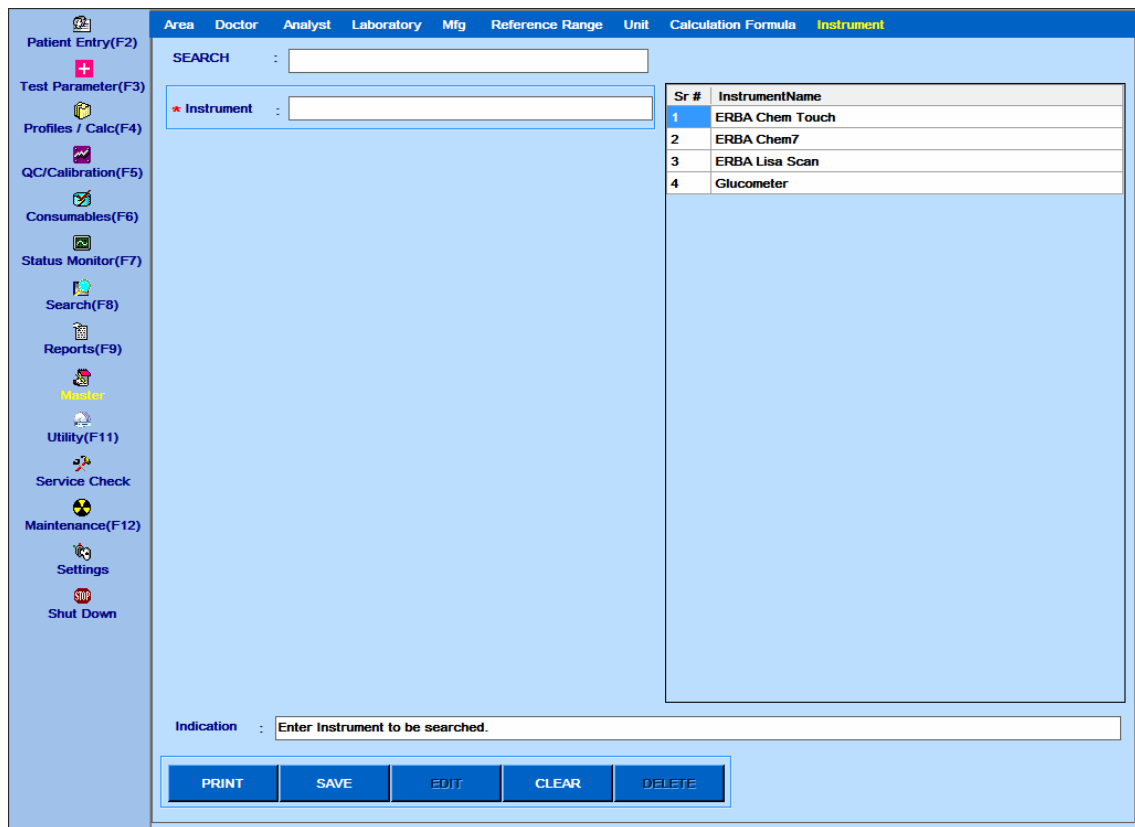 Patient Entry(F2)
Test Parameter(F3)
Profiles / Calc(F4)
QC/Calibration(F5)
Consumables(F6)
Status Monitor(F7)
Search(F8)
Reports(F9)
Master
Utility(F11)
Service Check
Maintenance(F12)
Settings
STOP
Shut Down
Area Doctor Analyst Laboratory Mfg Reference Range Unit Calculation Formula Instrument
SEARCH :
* Instrument :
Sr # InstrumentName
1 ERBA Chem Touch
2 ERBA Chem7
3 ERBA Lisa Scan
4 Glucometer
Indication : Enter Instrument to be searched.
PRINT SAVE EDIT CLEAR DELETE